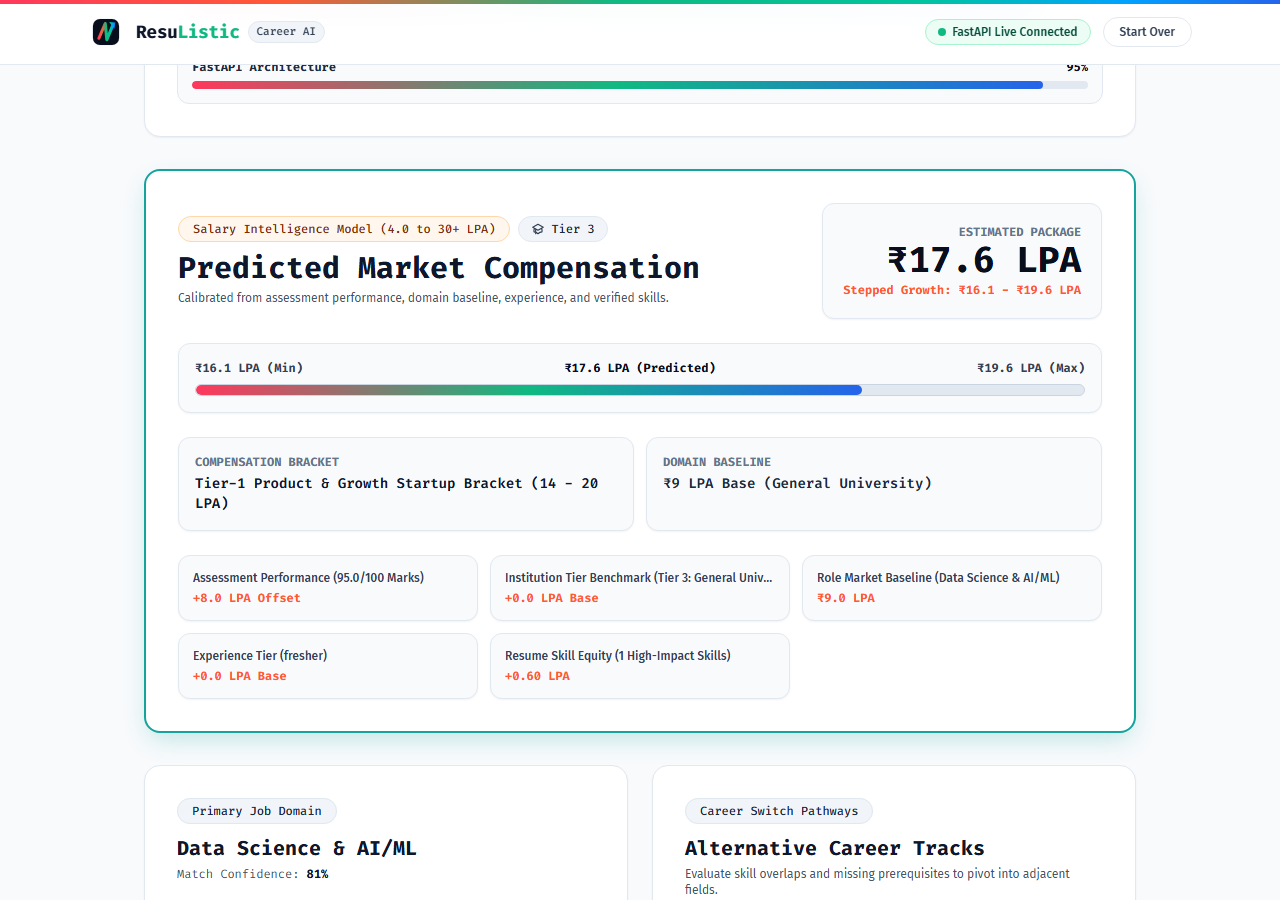 ResuListic
Career AI
FastAPI Live Connected
Start Over
FastAPI Architecture
95%
Salary Intelligence Model (4.0 to 30+ LPA)
Tier 3
Predicted Market Compensation
Calibrated from assessment performance, domain baseline, experience, and verified skills.
ESTIMATED PACKAGE
₹17.6 LPA
Stepped Growth: ₹16.1 – ₹19.6 LPA
₹16.1 LPA (Min)
₹17.6 LPA (Predicted)
₹19.6 LPA (Max)
COMPENSATION BRACKET
Tier-1 Product & Growth Startup Bracket (14 - 20
LPA)
DOMAIN BASELINE
₹9 LPA Base (General University)
Assessment Performance (95.0/100 Marks)
+8.0 LPA Offset
Institution Tier Benchmark (Tier 3: General Univ...
+0.0 LPA Base
Role Market Baseline (Data Science & AI/ML)
₹9.0 LPA
Experience Tier (fresher)
+0.0 LPA Base
Resume Skill Equity (1 High-Impact Skills)
+0.60 LPA
Primary Job Domain
Data Science & AI/ML
Match Confidence: 81%
Career Switch Pathways
Alternative Career Tracks
Evaluate skill overlaps and missing prerequisites to pivot into adjacent
fields.